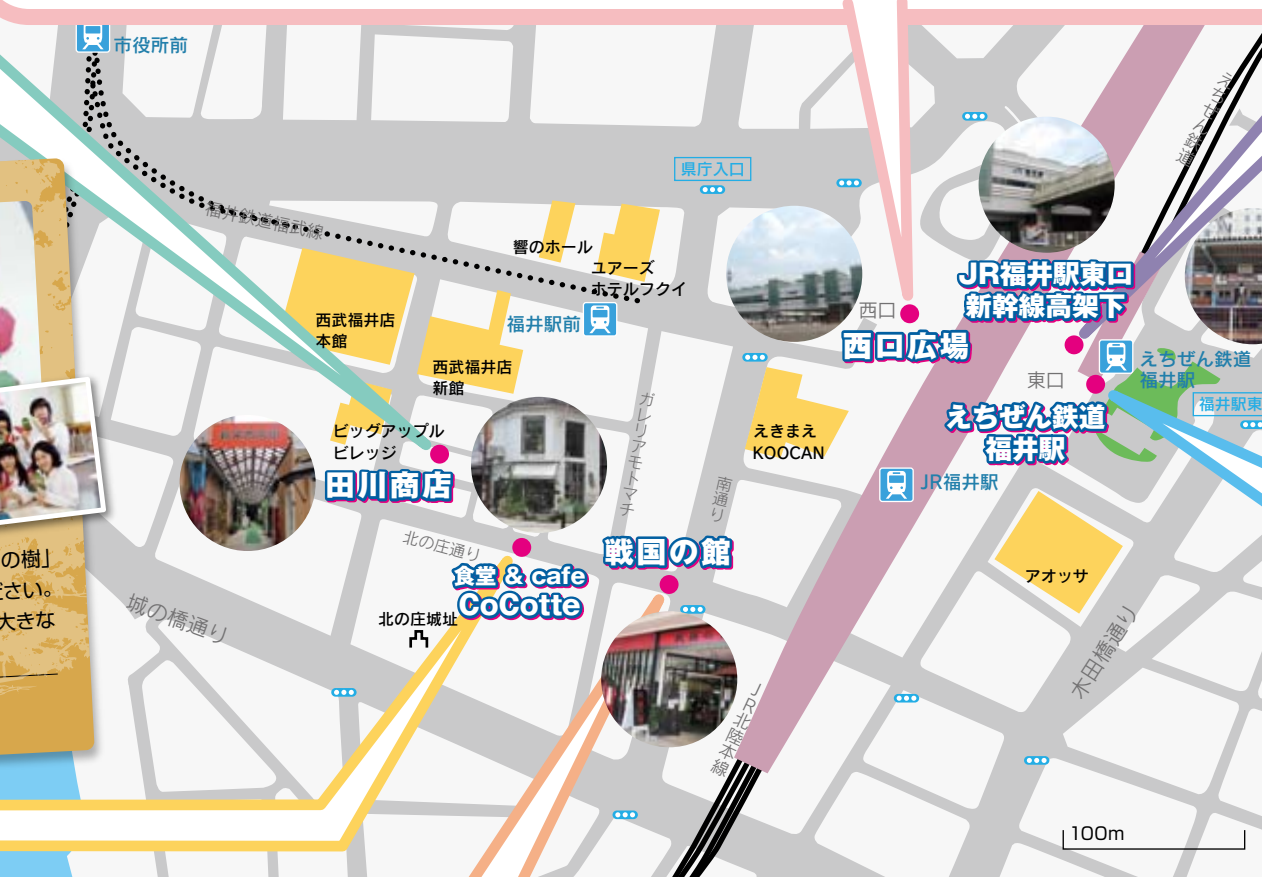 市役所前
えちぜん鉄道
県庁入口
福井鉄道福武線
響のホール
ユアーズ
ホテルフクイ
JR福井駅東口
新幹線高架下
西口
西口広場
福井駅前
西武福井店
本館
西武福井店
新館
えちぜん鉄道
福井駅
東口
福井駅東
えちぜん鉄道
福井駅
ガレリアモトマチ
えきまえ
KOOCAN
ビッグアップル
ビレッジ
田川商店
JR福井駅
南通り
北の庄通り
戦国の館
の樹」
ださい。
大きな
食堂 & cafe
CoCotte
アオッサ
城の橋通り
北の庄城址
木田橋通り
JR北陸本線
100m